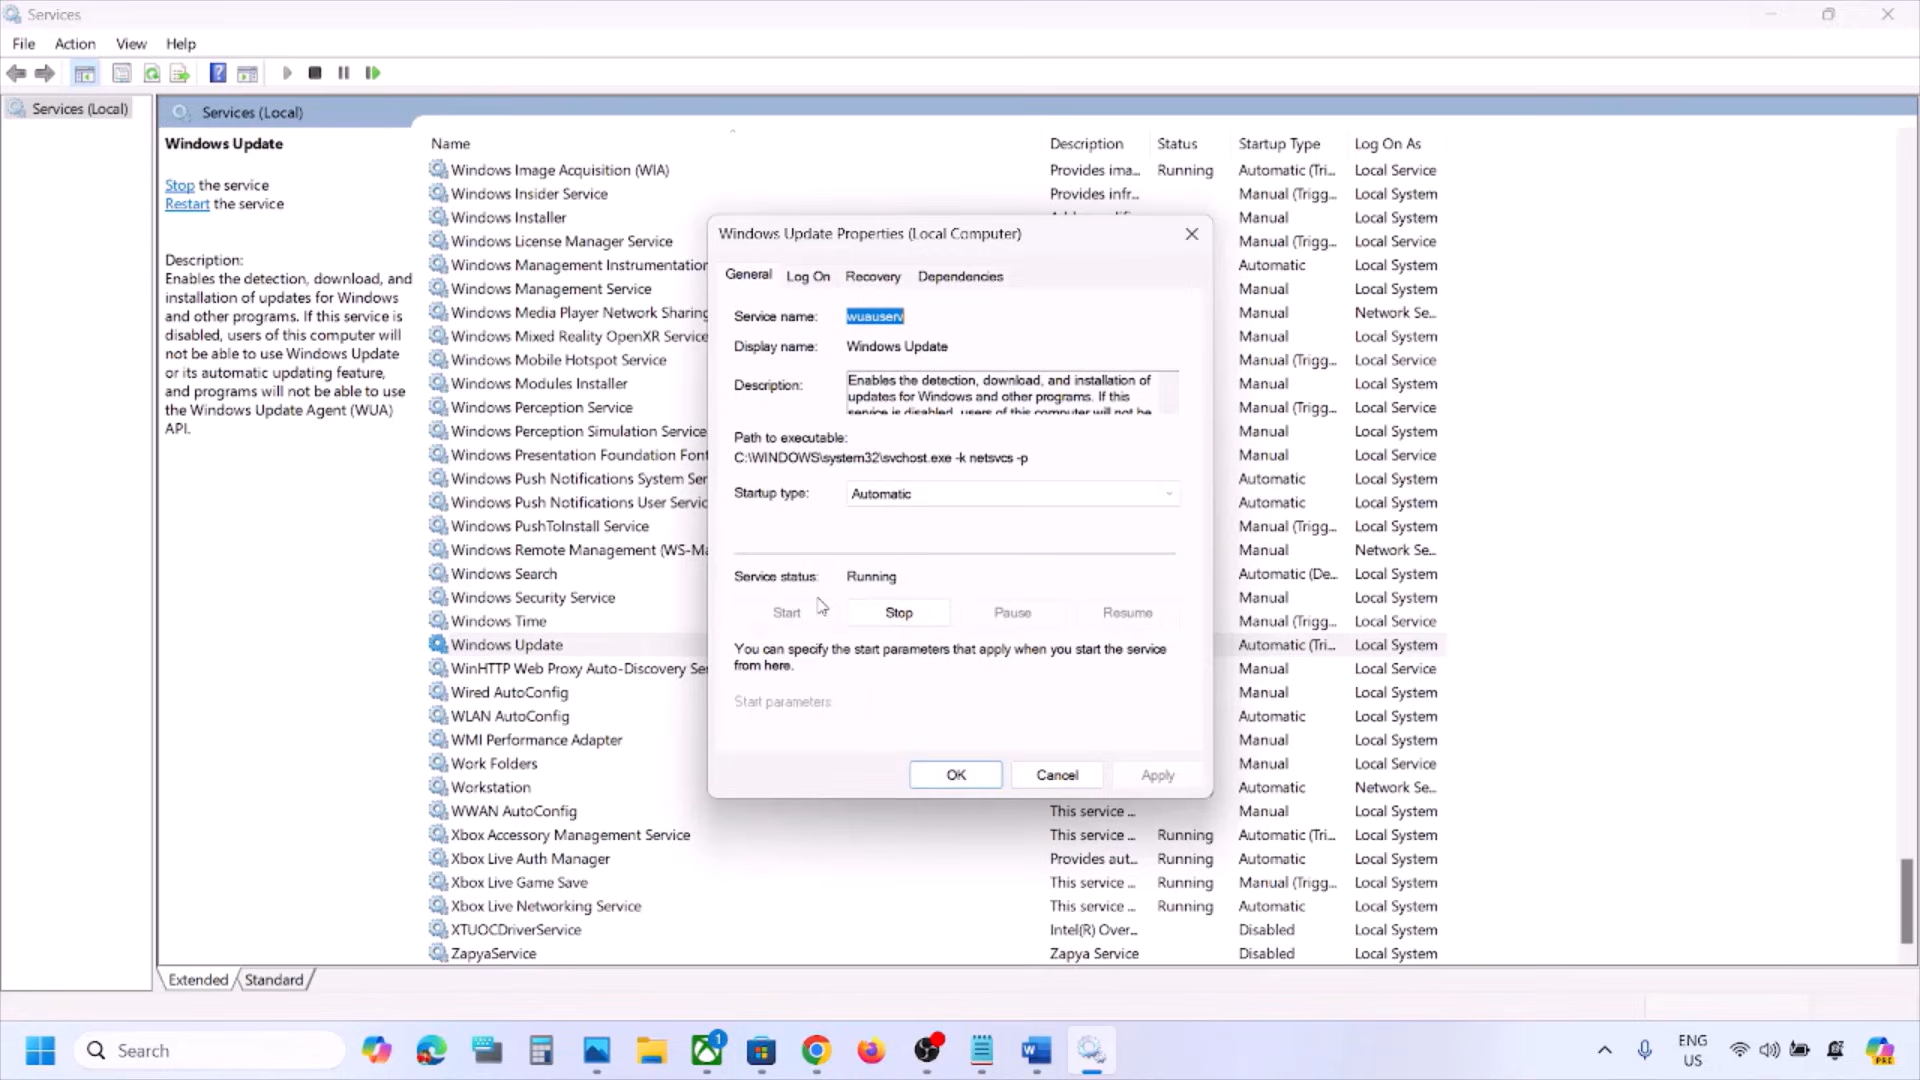 Services
File Action View Help
Services (Local)
Services (Local)
Windows Update
Stop the service
Restart the service
Description:
Enables the detection, download, and
installation of updates for Windows
and other programs. If this service is
disabled, users of this computer will
not be able to use Windows Update
or its automatic updating feature,
and programs will not be able to use
the Windows Update Agent (WUA)
API.
Name Description Status Startup Type Log On As
Windows Image Acquisition (WIA) Provides ima... Running Automatic (Tri... Local Service
Windows Insider Service Provides infr... Manual (Trigg... Local System
Windows Installer Manual Local System
Windows License Manager Service Manual (Trigg... Local Service
Windows Management Instrumentation Automatic Local System
Windows Management Service Manual Local System
Windows Media Player Network Sharing Manual Network Se...
Windows Mixed Reality OpenXR Service Manual Local System
Windows Mobile Hotspot Service Manual (Trigg... Local Service
Windows Modules Installer Manual Local System
Windows Perception Service Manual (Trigg... Local Service
Windows Perception Simulation Service Manual Local System
Windows Presentation Foundation Font Manual Local Service
Windows Push Notifications System Ser Automatic Local System
Windows Push Notifications User Servic Automatic Local System
Windows PushToInstall Service Manual (Trigg... Local System
Windows Remote Management (WS-Ma Manual Network Se...
Windows Search Automatic (De... Local System
Windows Security Service Manual Local System
Windows Time Manual (Trigg... Local Service
Windows Update Automatic (Tri... Local System
WinHTTP Web Proxy Auto-Discovery Ser Manual Local Service
Wired AutoConfig Manual Local System
WLAN AutoConfig Automatic Local System
WMI Performance Adapter Manual Local System
Work Folders Manual Local Service
Workstation Automatic Network Se...
WWAN AutoConfig This service ... Manual Local System
Xbox Accessory Management Service This service ... Running Automatic (Tri... Local System
Xbox Live Auth Manager Provides aut... Running Automatic Local System
Xbox Live Game Save This service ... Running Manual (Trigg... Local System
Xbox Live Networking Service This service ... Running Automatic Local System
XTUOCDriverService Intel(R) Over... Disabled Local System
ZapyaService Zapya Service Disabled Local System
Windows Update Properties (Local Computer)
General Log On Recovery Dependencies
Service name: wuauserv
Display name: Windows Update
Description: Enables the detection, download, and installation of
updates for Windows and other programs. If this
service is disabled, users of this computer will not be
Path to executable:
C:\WINDOWS\system32\svchost.exe -k netsvcs -p
Startup type: Automatic
Service status: Running
Start Stop Pause Resume
You can specify the start parameters that apply when you start the service
from here.
Start parameters:
OK Cancel Apply
Extended Standard
Search
1
W
ENG
US
PRE